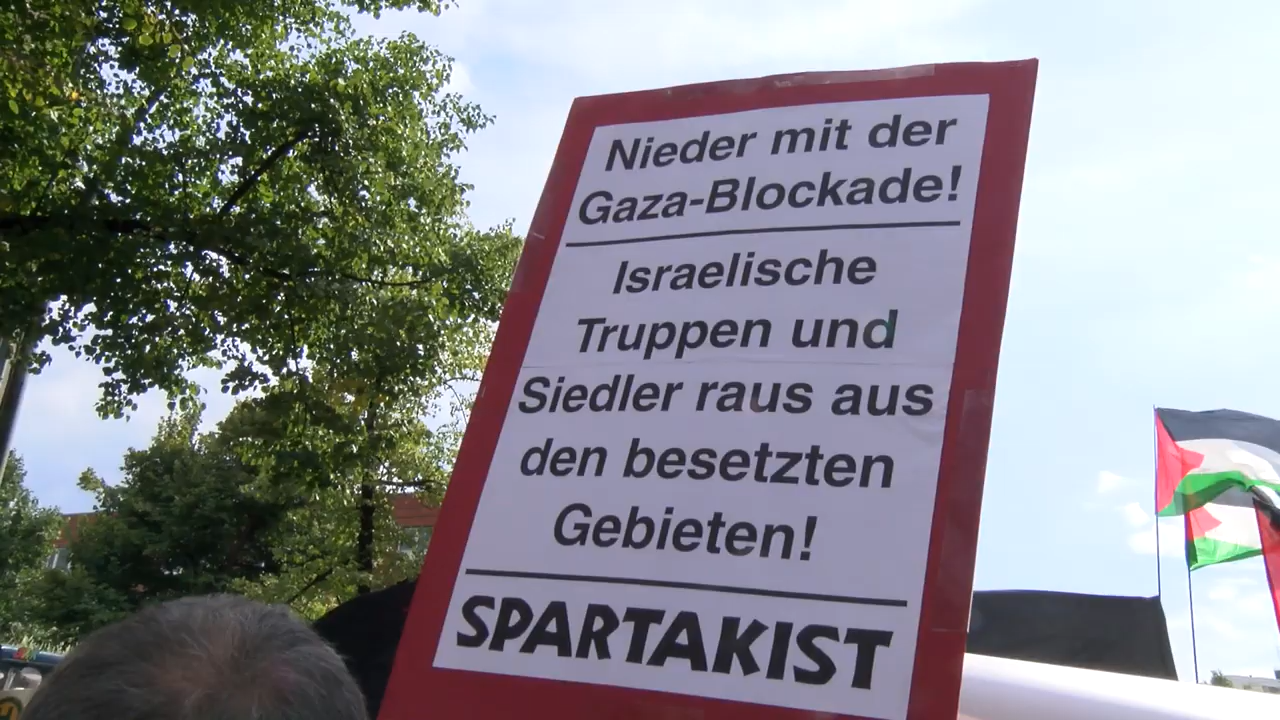 Nieder mit der
Gaza-Blockade!
Israelische
Truppen und
Siedler raus aus
den besetzten
Gebieten!
SPARTAKIST